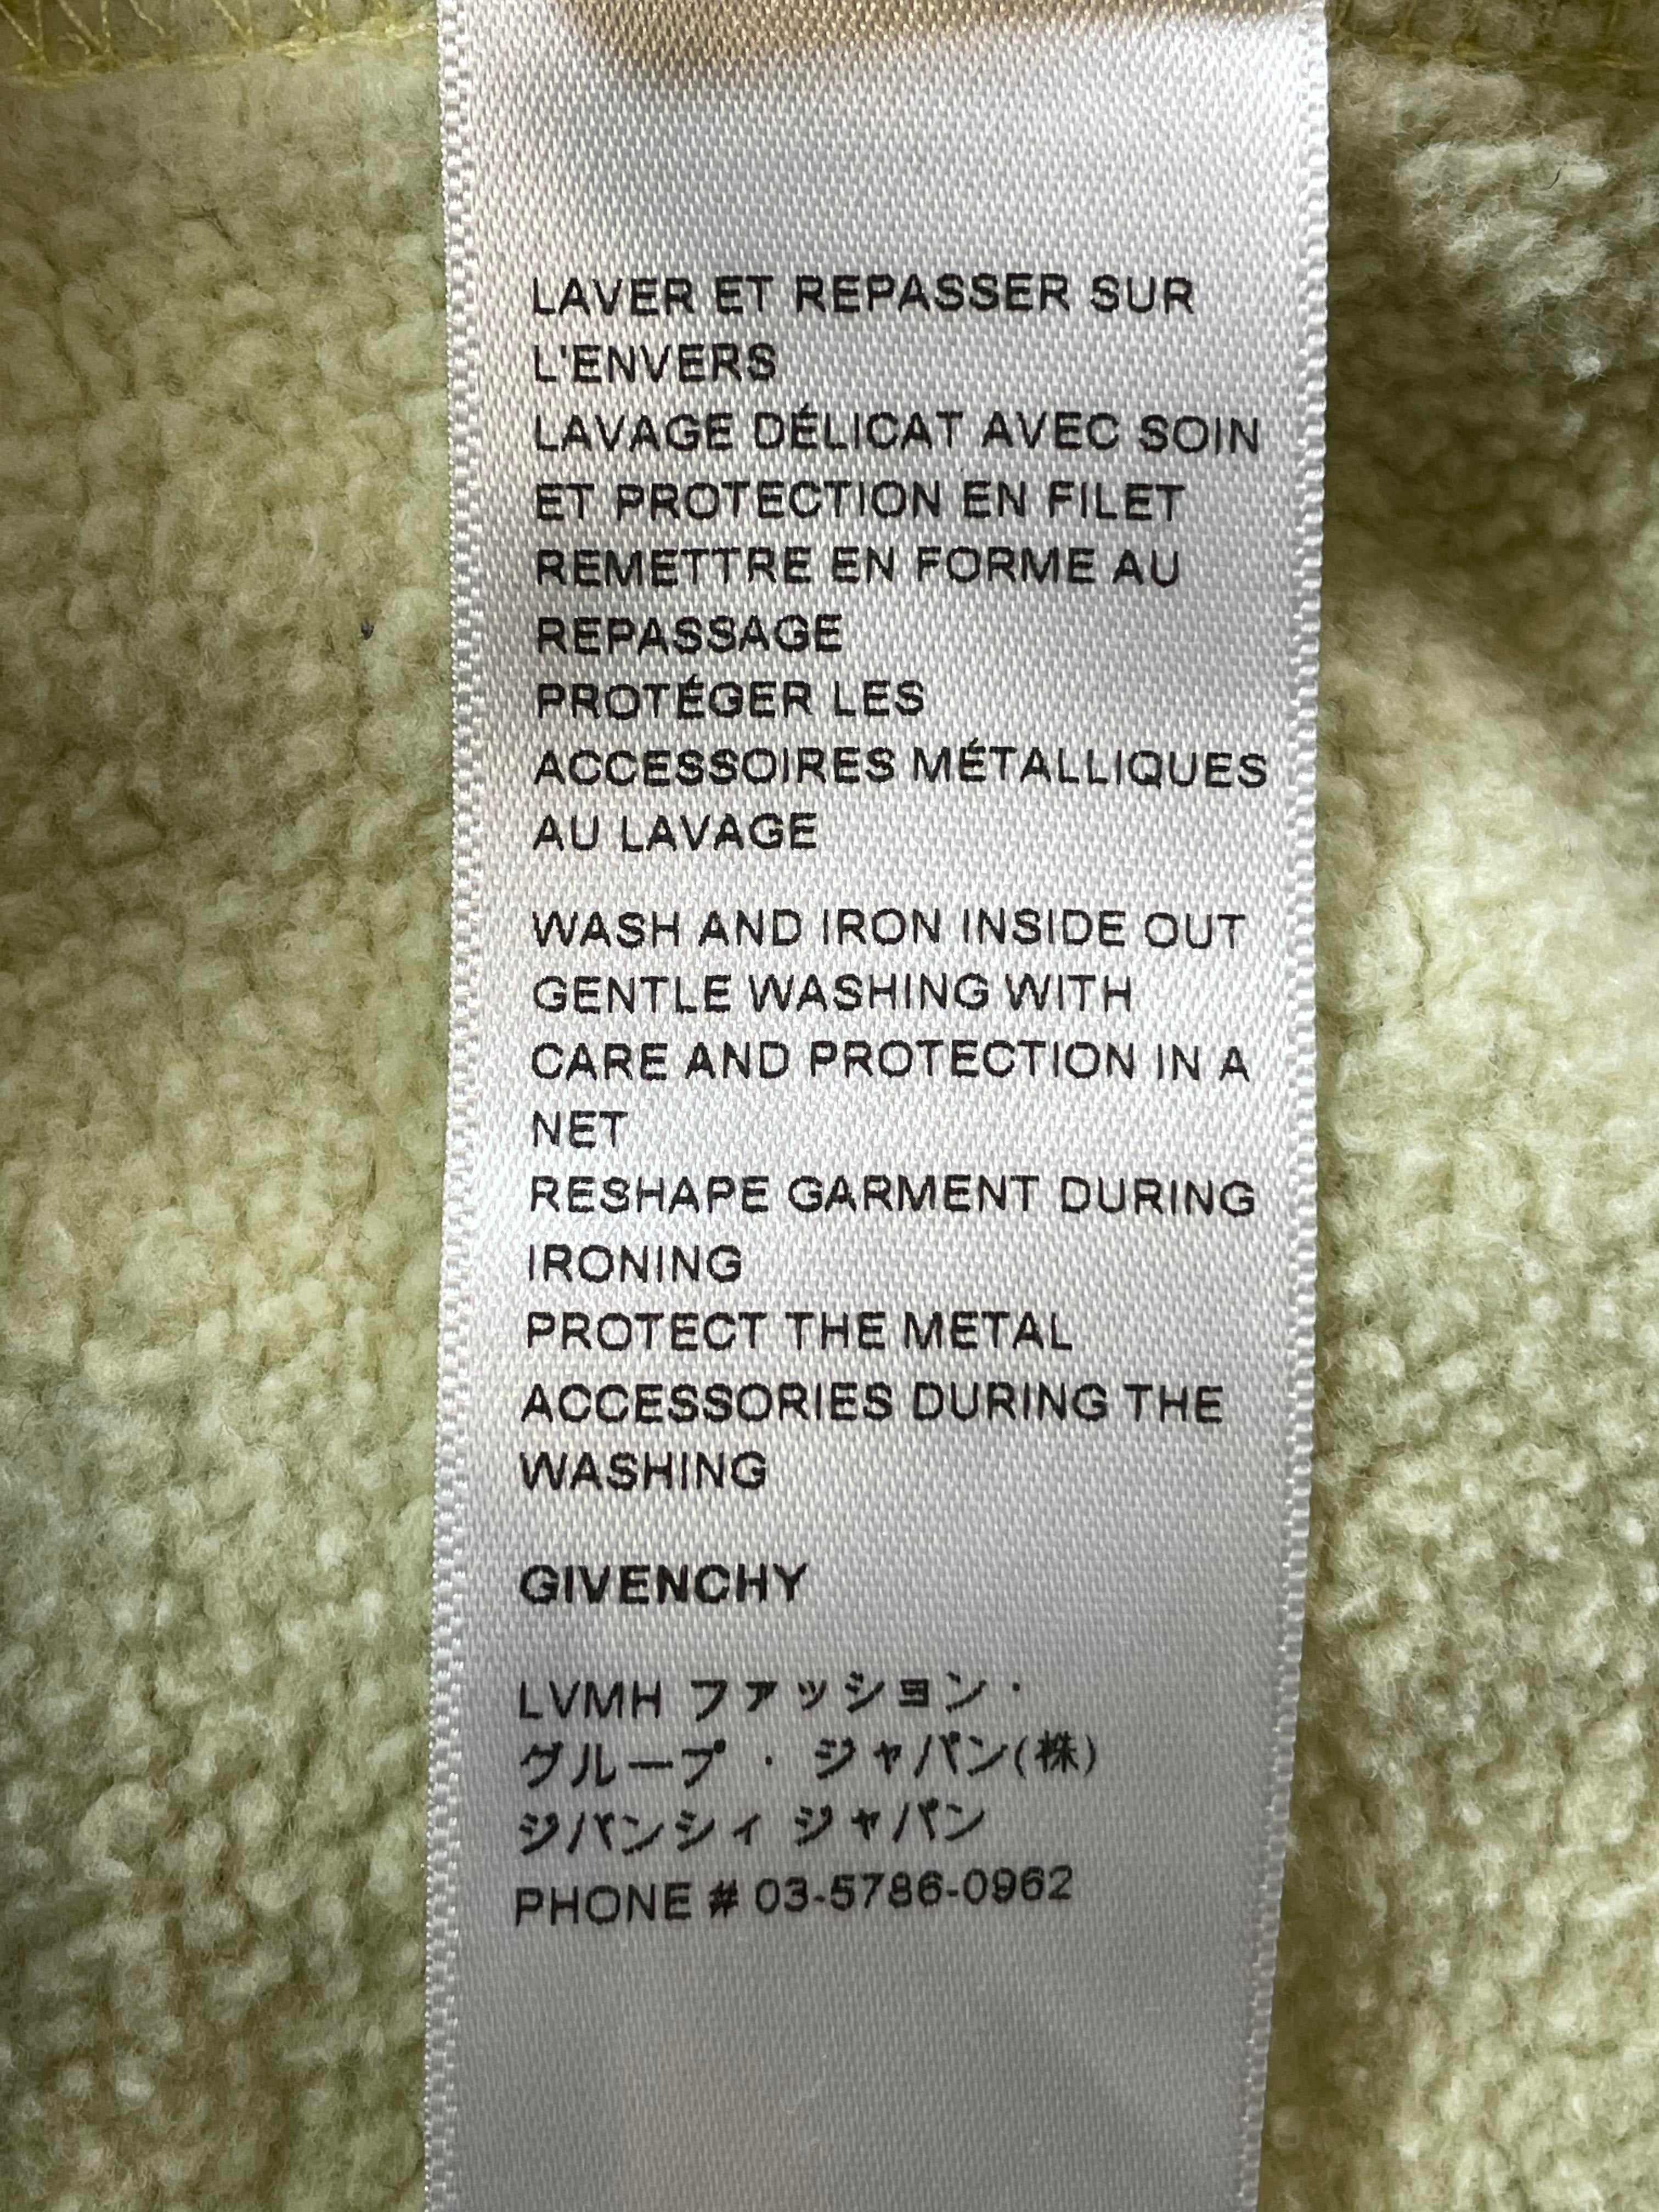 LAVER ET REPASSER SUR
L'ENVERS
LAVAGE DÉLICAT AVEC SOIN
ET PROTECTION EN FILET
REMETTRE EN FORME AU
REPASSAGE
PROTÉGER LES
ACCESSOIRES MÉTALLIQUES
AU LAVAGE
WASH AND IRON INSIDE OUT
GENTLE WASHING WITH
CARE AND PROTECTION IN A
NET
RESHAPE GARMENT DURING
IRONING
PROTECT THE METAL
ACCESSORIES DURING THE
WASHING
GIVENCHY
LVMH ファッション・
グループ・ジャパン(株)
ジバンシィ ジャパン
PHONE # 03-5786-0962